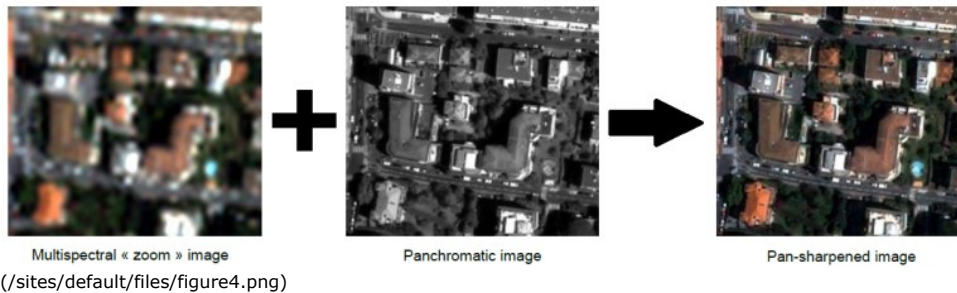 Multispectral « zoom » image
Panchromatic image
Pan-sharpened image
(/sites/default/files/figure4.png)